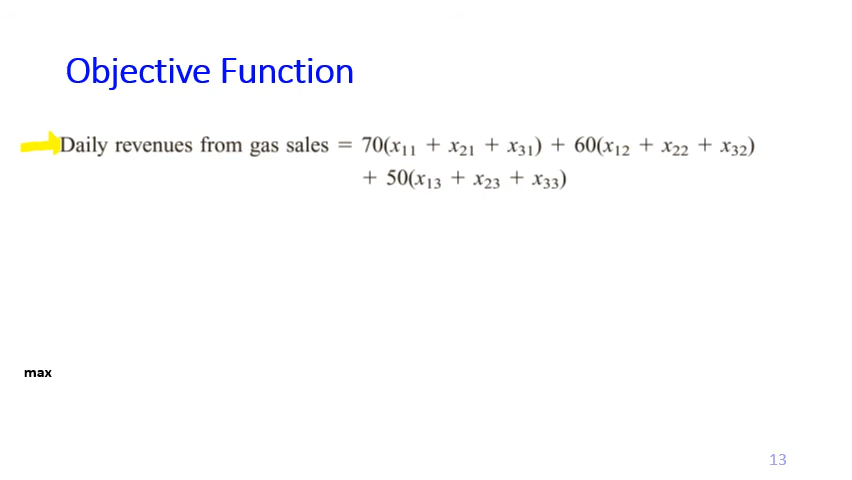 Objective Function
Daily revenues from gas sales = 70(x₁₁ + x₂₁ + x₃₁) + 60(x₁₂ + x₂₂ + x₃₂)
+ 50(x₁₃ + x₂₃ + x₃₃)
max
13